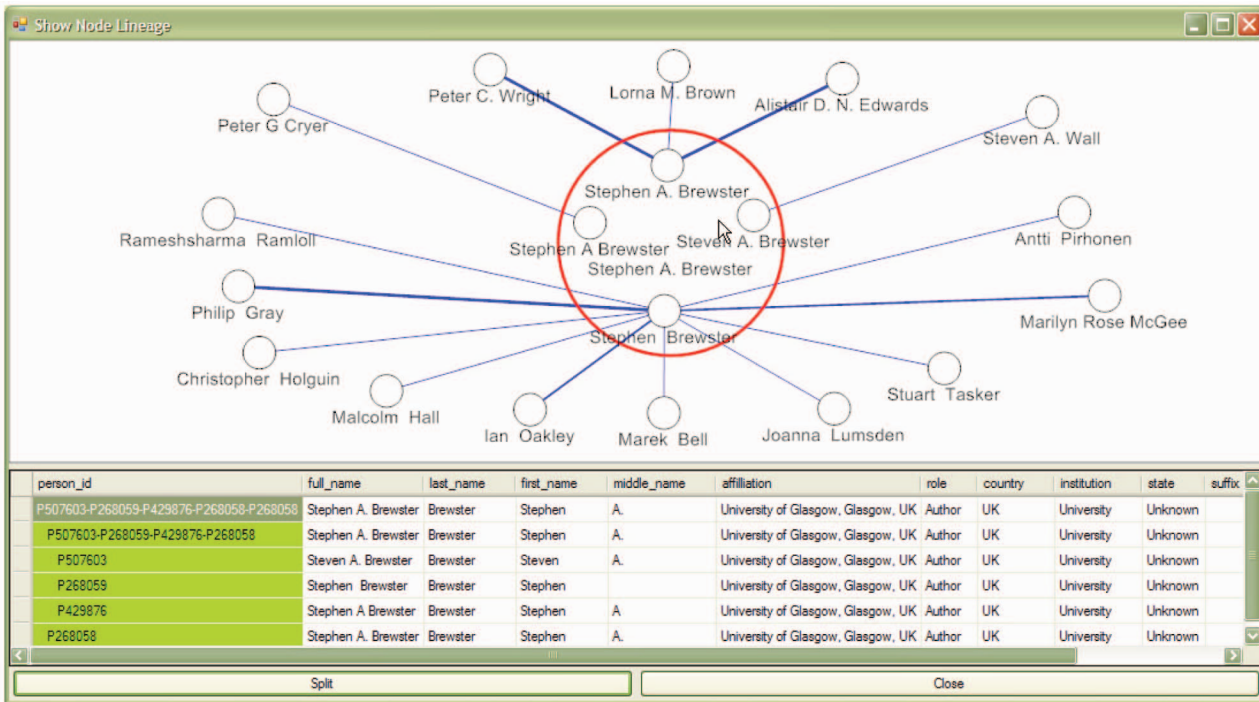 Show Node Lineage
Peter C. Wright
Lorna M. Brown
Alistair D. N. Edwards
Peter G Cryer
Steven A. Wall
Stephen A. Brewster
Rameshsharma Ramloll
Stephen A Brewster
Steven A. Brewster
Antti Pirhonen
Stephen A. Brewster
Philip Gray
Marilyn Rose McGee
Stephen Brewster
Christopher Holguin
Stuart Tasker
Malcolm Hall
Ian Oakley
Marek Bell
Joanna Lumsden
person_id full_name last_name first_name middle_name affilliation role country institution state suffix
P507603-P268059-P429876-P268058-P268058 Stephen A. Brewster Brewster Stephen A. University of Glasgow, Glasgow, UK Author UK University Unknown
P507603-P268059-P429876-P268058 Stephen A. Brewster Brewster Stephen A. University of Glasgow, Glasgow, UK Author UK University Unknown
P507603 Steven A. Brewster Brewster Steven A. University of Glasgow, Glasgow, UK Author UK University Unknown
P268059 Stephen Brewster Brewster Stephen University of Glasgow, Glasgow, UK Author UK University Unknown
P429876 Stephen A Brewster Brewster Stephen A University of Glasgow, Glasgow, UK Author UK University Unknown
P268058 Stephen A. Brewster Brewster Stephen A. University of Glasgow, Glasgow, UK Author UK University Unknown
Split Close